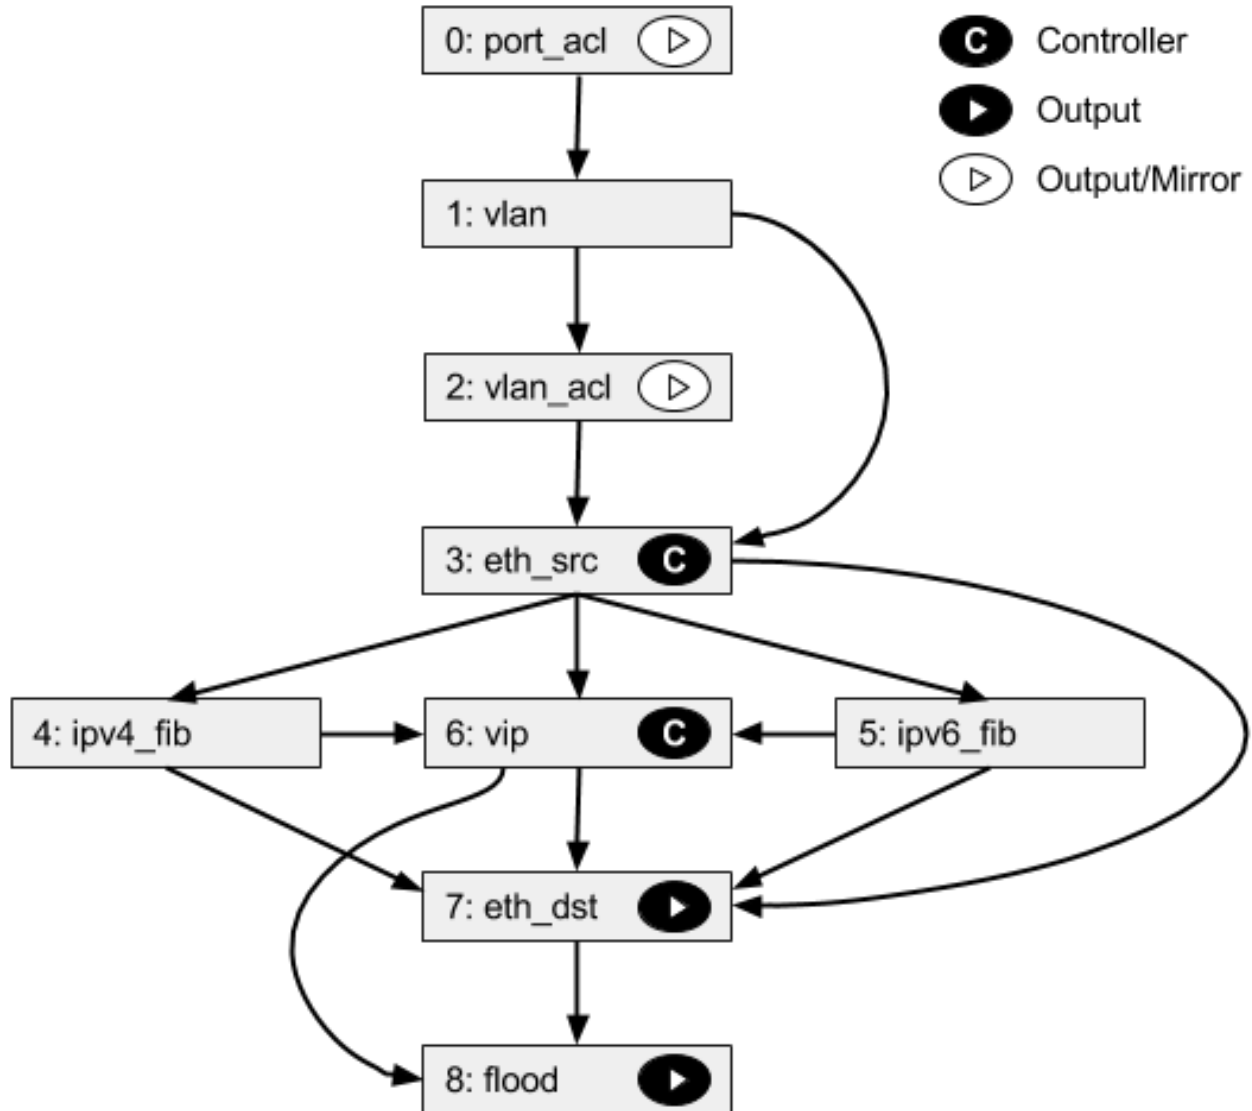 0: port_acl
C Controller
Output
Output/Mirror
1: vlan
2: vlan_acl
3: eth_src C
4: ipv4_fib
6: vip C
5: ipv6_fib
7: eth_dst
8: flood